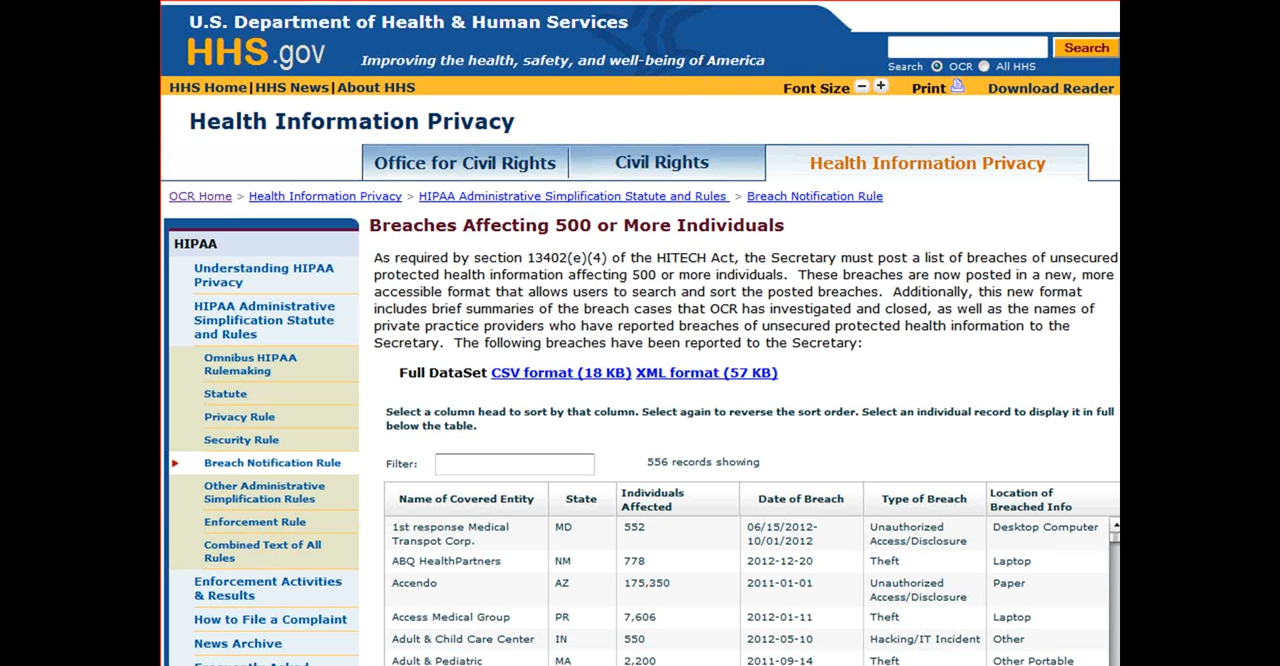 U.S. Department of Health & Human Services
HHS.gov
Improving the health, safety, and well-being of America
Search
Search OCR All HHS
HHS Home|HHS News|About HHS
Font Size − + Print Download Reader
Health Information Privacy
Office for Civil Rights Civil Rights Health Information Privacy
OCR Home > Health Information Privacy > HIPAA Administrative Simplification Statute and Rules > Breach Notification Rule
HIPAA
Understanding HIPAA
Privacy
HIPAA Administrative
Simplification Statute
and Rules
Omnibus HIPAA
Rulemaking
Statute
Privacy Rule
Security Rule
Breach Notification Rule
Other Administrative
Simplification Rules
Enforcement Rule
Combined Text of All
Rules
Enforcement Activities
& Results
How to File a Complaint
News Archive
Frequently Asked
Breaches Affecting 500 or More Individuals
As required by section 13402(e)(4) of the HITECH Act, the Secretary must post a list of breaches of unsecured
protected health information affecting 500 or more individuals. These breaches are now posted in a new, more
accessible format that allows users to search and sort the posted breaches. Additionally, this new format
includes brief summaries of the breach cases that OCR has investigated and closed, as well as the names of
private practice providers who have reported breaches of unsecured protected health information to the
Secretary. The following breaches have been reported to the Secretary:
Full DataSet CSV format (18 KB) XML format (57 KB)
Select a column head to sort by that column. Select again to reverse the sort order. Select an individual record to display it in full
below the table.
Filter: 556 records showing
Name of Covered Entity State Individuals Affected Date of Breach Type of Breach Location of Breached Info
1st response Medical Transpot Corp. MD 552 06/15/2012-10/01/2012 Unauthorized Access/Disclosure Desktop Computer
ABQ HealthPartners NM 778 2012-12-20 Theft Laptop
Accendo AZ 175,350 2011-01-01 Unauthorized Access/Disclosure Paper
Access Medical Group PR 7,606 2012-01-11 Theft Laptop
Adult & Child Care Center IN 550 2012-05-10 Hacking/IT Incident Other
Adult & Pediatric MA 2,200 2011-09-14 Theft Other Portable